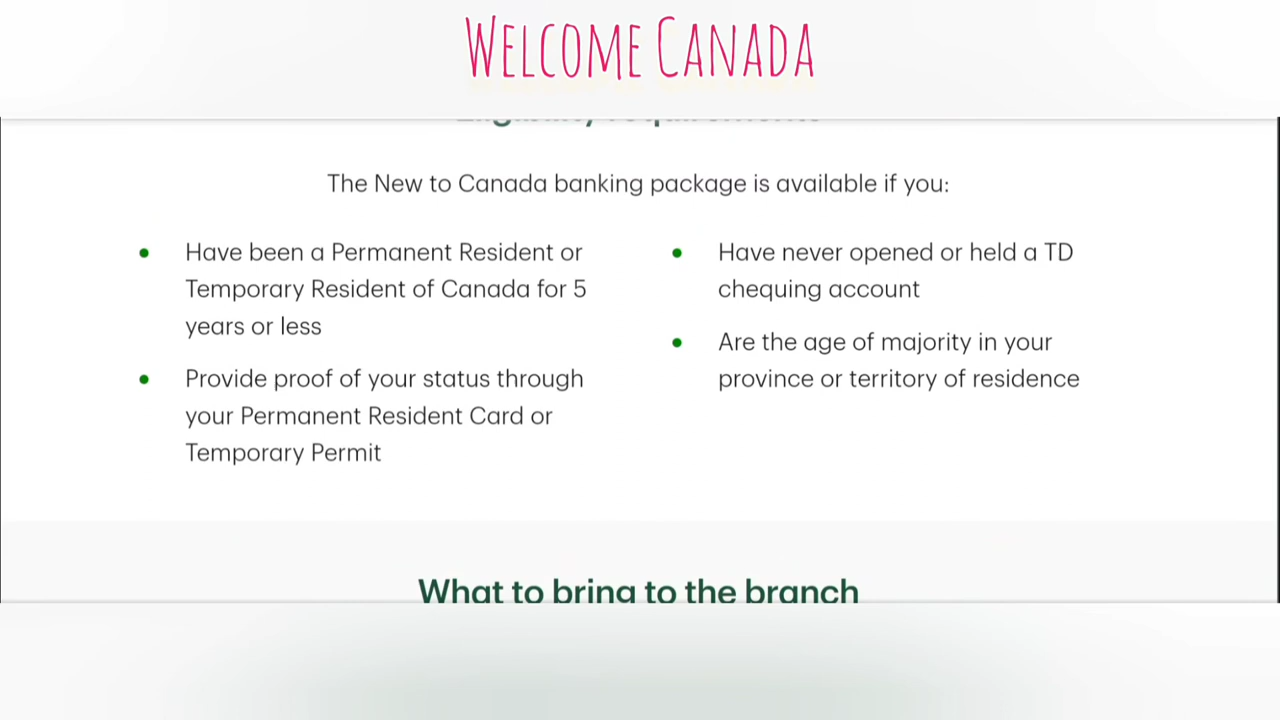 WELCOME CANADA
The New to Canada banking package is available if you:
Have been a Permanent Resident or
Temporary Resident of Canada for 5
years or less
Provide proof of your status through
your Permanent Resident Card or
Temporary Permit
Have never opened or held a TD
chequing account
Are the age of majority in your
province or territory of residence
What to bring to the branch